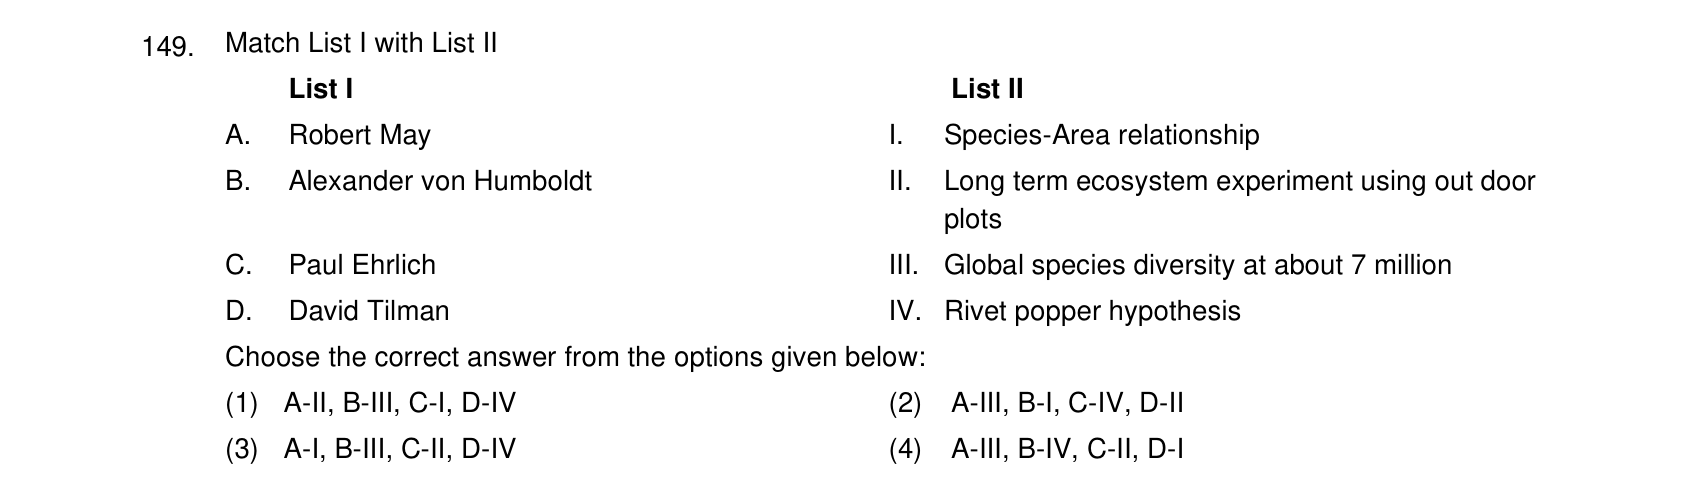 149. Match List I with List II
List I List II
A. Robert May I. Species-Area relationship
B. Alexander von Humboldt II. Long term ecosystem experiment using out door
plots
C. Paul Ehrlich III. Global species diversity at about 7 million
D. David Tilman IV. Rivet popper hypothesis
Choose the correct answer from the options given below:
(1) A-II, B-III, C-I, D-IV (2) A-III, B-I, C-IV, D-II
(3) A-I, B-III, C-II, D-IV (4) A-III, B-IV, C-II, D-I